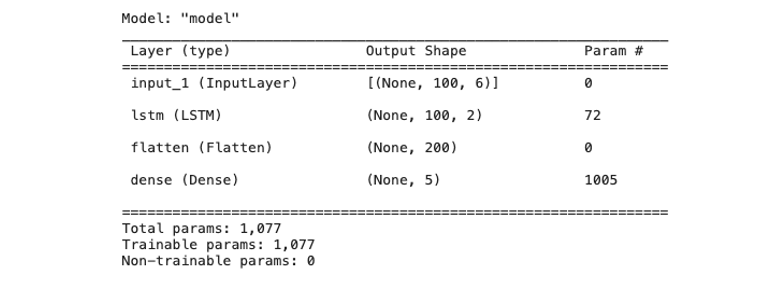 Model: "model"
_________________________________________________________________
Layer (type) Output Shape Param #
=================================================================
input_1 (InputLayer) [(None, 100, 6)] 0
lstm (LSTM) (None, 100, 2) 72
flatten (Flatten) (None, 200) 0
dense (Dense) (None, 5) 1005
=================================================================
Total params: 1,077
Trainable params: 1,077
Non-trainable params: 0